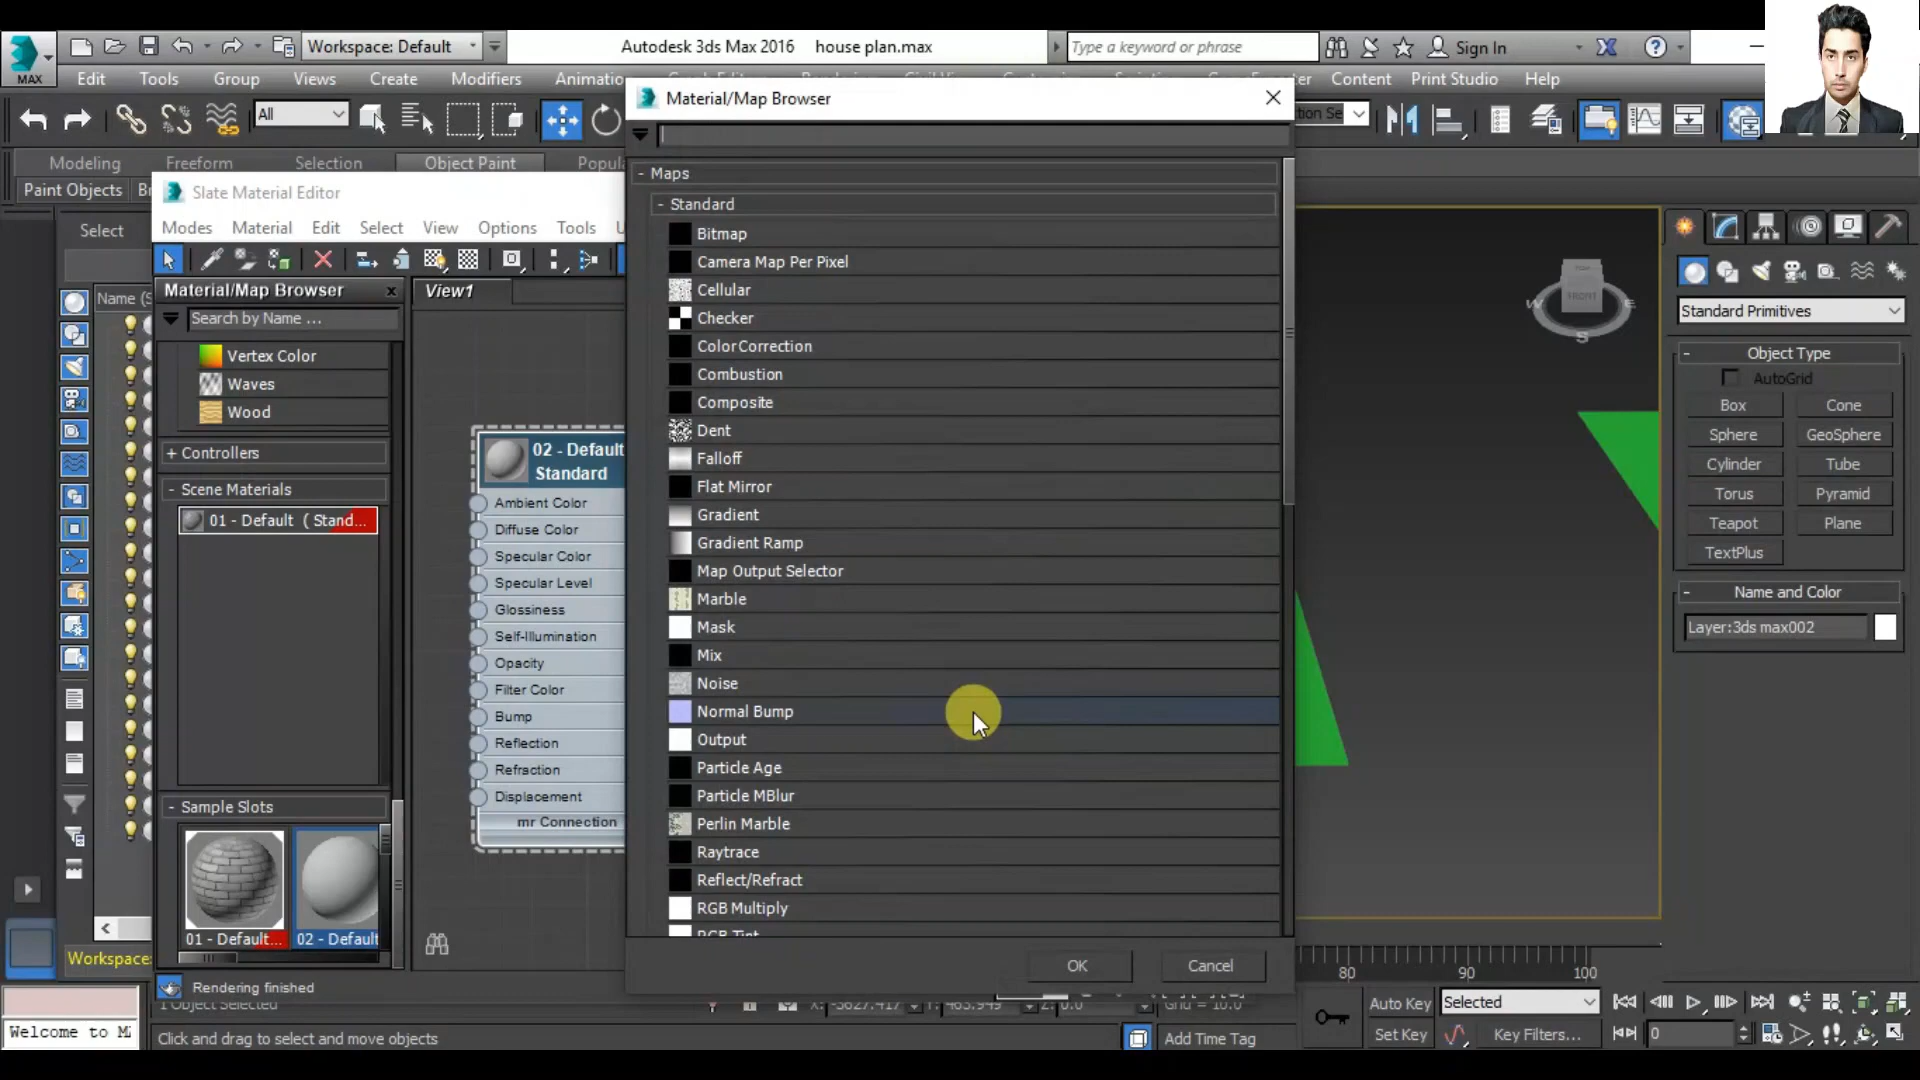 Workspace: Default
Autodesk 3ds Max 2016 house plan.max
Type a keyword or phrase
Sign In
MAX
Edit Tools Group Views Create Modifiers Animation
Content Print Studio Help
Material/Map Browser
All
Modeling Freeform Selection Object Paint
Paint Objects
Slate Material Editor
Modes Material Edit Select View Options Tools
Select
Material/Map Browser x
View1
Name
Search by Name ...
Vertex Color
Waves
Wood
+ Controllers
- Scene Materials
01 - Default ( Stand...
- Sample Slots
01 - Default...
02 - Default
02 - Default
Standard
Ambient Color
Diffuse Color
Specular Color
Specular Level
Glossiness
Self-Illumination
Opacity
Filter Color
Bump
Reflection
Refraction
Displacement
mr Connection
- Maps
- Standard
Bitmap
Camera Map Per Pixel
Cellular
Checker
Color Correction
Combustion
Composite
Dent
Falloff
Flat Mirror
Gradient
Gradient Ramp
Map Output Selector
Marble
Mask
Mix
Noise
Normal Bump
Output
Particle Age
Particle MBlur
Perlin Marble
Raytrace
Reflect/Refract
RGB Multiply
RGB Tint
OK Cancel
FRONT
W E
S
Standard Primitives
- Object Type
AutoGrid
Box Cone
Sphere GeoSphere
Cylinder Tube
Torus Pyramid
Teapot Plane
TextPlus
- Name and Color
Layer:3ds max002
80 90 100
Workspace:
Rendering finished
1 Object Selected
Welcome to M
Click and drag to select and move objects
Add Time Tag
Auto Key Selected
Set Key Key Filters...
0